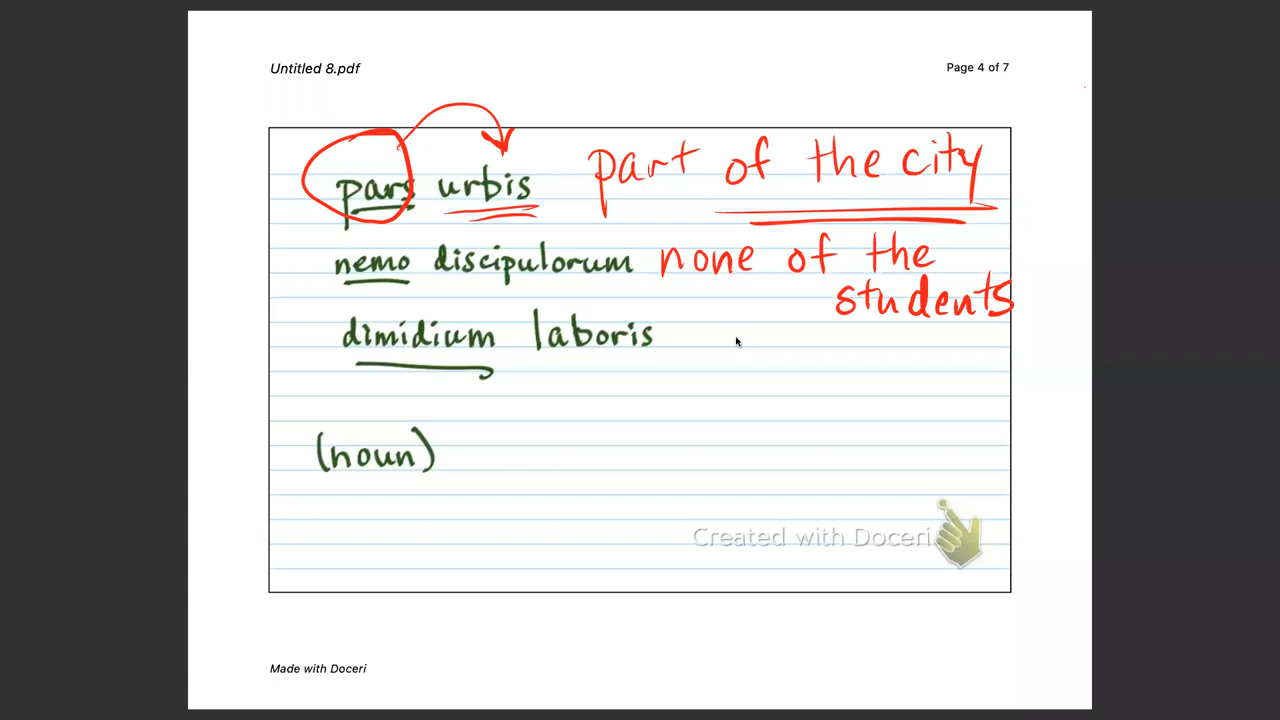 Untitled 8.pdf
Page 4 of 7
pars urbis part of the city
nemo discipulorum none of the
students
dimidium laboris
(noun)
Created with Doceri
Made with Doceri